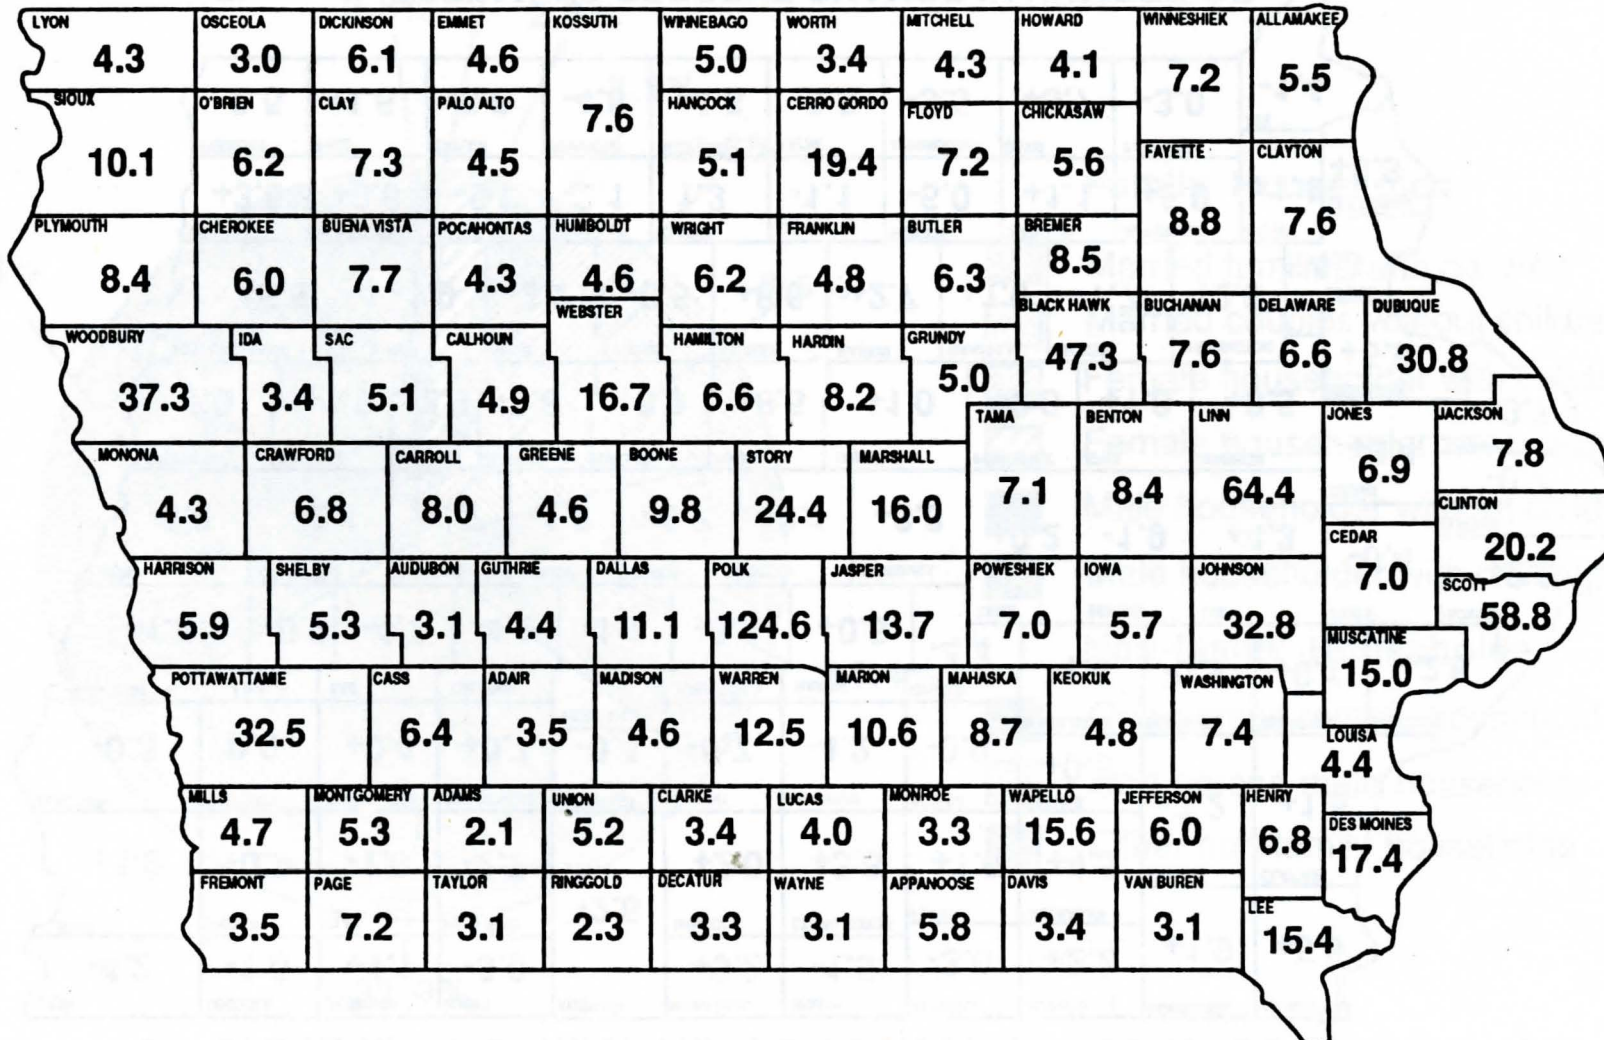 LYON OSCEOLA DICKINSON EMMET KOSSUTH WINNEBAGO WORTH MITCHELL HOWARD WINNESHIEK ALLAMAKEE
4.3 3.0 6.1 4.6 7.6 5.0 3.4 4.3 4.1 7.2 5.5
SIOUX O'BRIEN CLAY PALO ALTO HANCOCK CERRO GORDO FLOYD CHICKASAW
10.1 6.2 7.3 4.5 5.1 19.4 7.2 5.6
FAYETTE CLAYTON
8.8 7.6
PLYMOUTH CHEROKEE BUENA VISTA POCAHONTAS HUMBOLDT WRIGHT FRANKLIN BUTLER BREMER
8.4 6.0 7.7 4.3 4.6 6.2 4.8 6.3 8.5
WOODBURY IDA SAC CALHOUN WEBSTER HAMILTON HARDIN GRUNDY BLACK HAWK BUCHANAN DELAWARE DUBUQUE
37.3 3.4 5.1 4.9 16.7 6.6 8.2 5.0 47.3 7.6 6.6 30.8
MONONA CRAWFORD CARROLL GREENE BOONE STORY MARSHALL TAMA BENTON LINN JONES JACKSON
4.3 6.8 8.0 4.6 9.8 24.4 16.0 7.1 8.4 64.4 6.9 7.8
CLINTON
20.2
HARRISON SHELBY AUDUBON GUTHRIE DALLAS POLK JASPER POWESHIEK IOWA JOHNSON CEDAR SCOTT
5.9 5.3 3.1 4.4 11.1 124.6 13.7 7.0 5.7 32.8 7.0 58.8
MUSCATINE
15.0
POTTAWATTAMIE CASS ADAIR MADISON WARREN MARION MAHASKA KEOKUK WASHINGTON LOUISA
32.5 6.4 3.5 4.6 12.5 10.6 8.7 4.8 7.4 4.4
MILLS MONTGOMERY ADAMS UNION CLARKE LUCAS MONROE WAPELLO JEFFERSON HENRY DES MOINES
4.7 5.3 2.1 5.2 3.4 4.0 3.3 15.6 6.0 6.8 17.4
FREMONT PAGE TAYLOR RINGGOLD DECATUR WAYNE APPANOOSE DAVIS VAN BUREN LEE
3.5 7.2 3.1 2.3 3.3 3.1 5.8 3.4 3.1 15.4